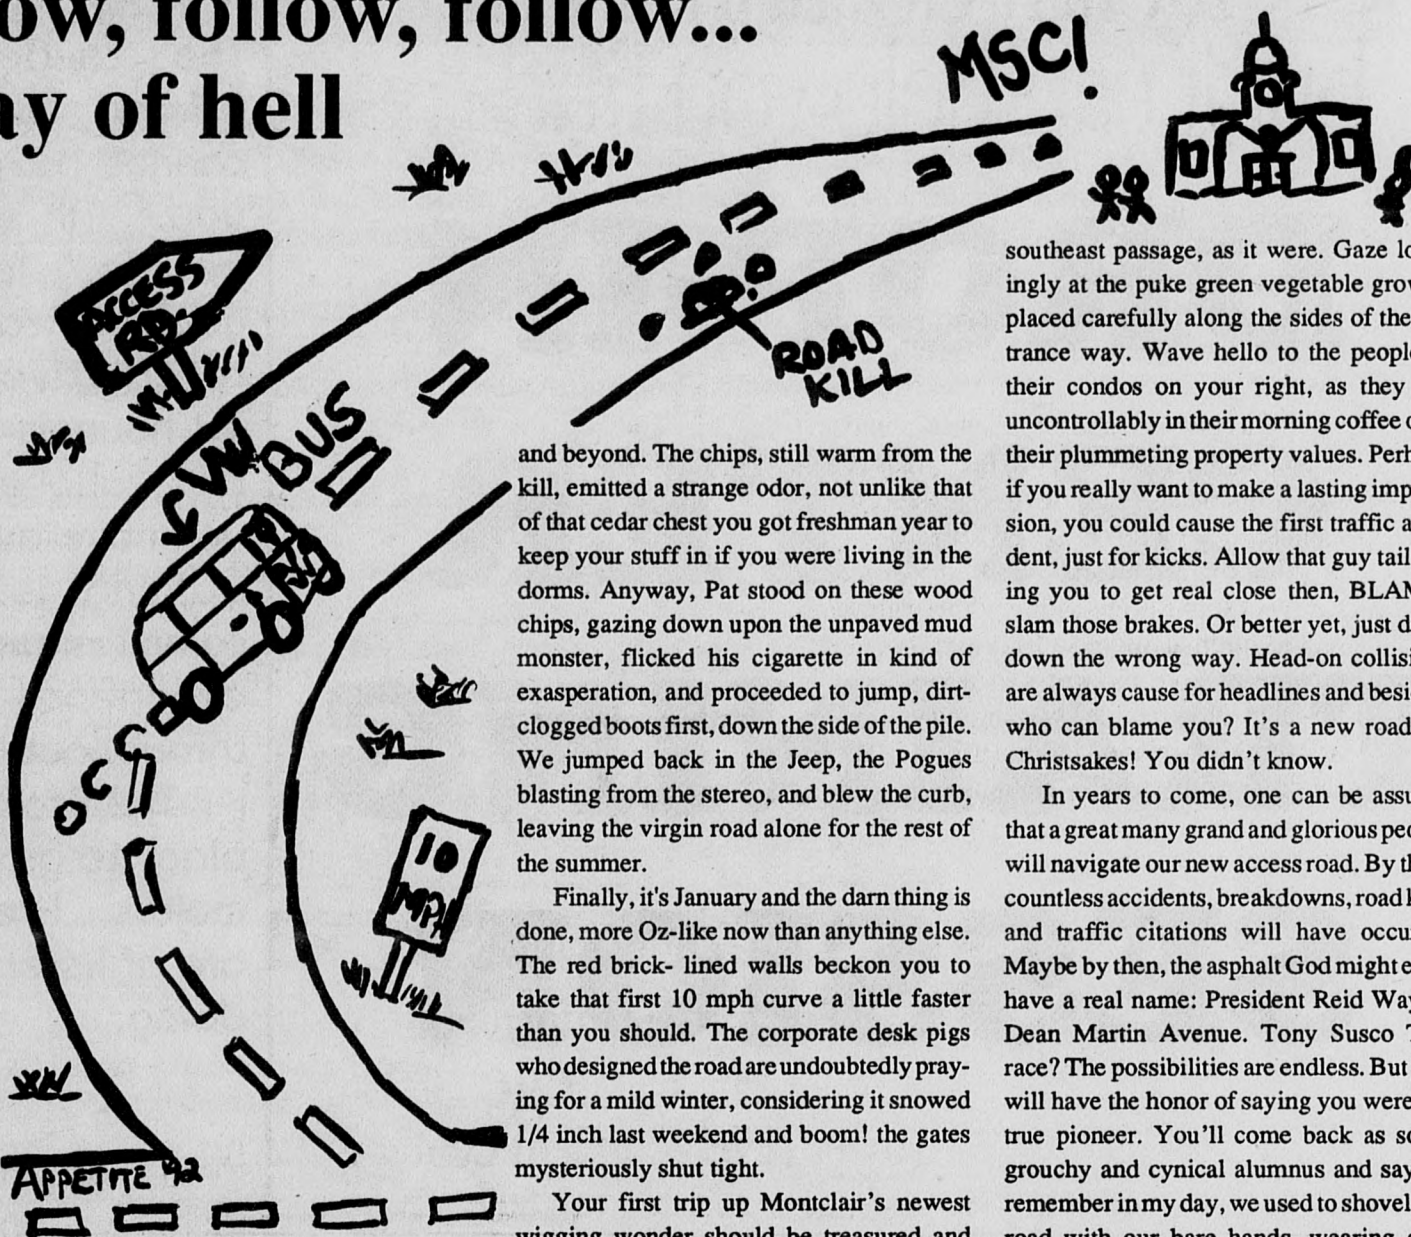 ow, follow, follow...
ay of hell
MSC!
ACCESS
RD.
ROAD
KILL
VW
BUS
10
MPH
APPETITE '92
and beyond. The chips, still warm from the
kill, emitted a strange odor, not unlike that
of that cedar chest you got freshman year to
keep your stuff in if you were living in the
dorms. Anyway, Pat stood on these wood
chips, gazing down upon the unpaved mud
monster, flicked his cigarette in kind of
exasperation, and proceeded to jump, dirt-
clogged boots first, down the side of the pile.
We jumped back in the Jeep, the Pogues
blasting from the stereo, and blew the curb,
leaving the virgin road alone for the rest of
the summer.
Finally, it's January and the darn thing is
done, more Oz-like now than anything else.
The red brick- lined walls beckon you to
take that first 10 mph curve a little faster
than you should. The corporate desk pigs
who designed the road are undoubtedly pray-
ing for a mild winter, considering it snowed
1/4 inch last weekend and boom! the gates
mysteriously shut tight.
Your first trip up Montclair's newest
wigging wonder should be treasured and
southeast passage, as it were. Gaze lo
ingly at the puke green vegetable grov
placed carefully along the sides of the
trance way. Wave hello to the people
their condos on your right, as they
uncontrollably in their morning coffee o
their plummeting property values. Perh
if you really want to make a lasting imp
sion, you could cause the first traffic a
dent, just for kicks. Allow that guy tail
ing you to get real close then, BLAM
slam those brakes. Or better yet, just d
down the wrong way. Head-on collisi
are always cause for headlines and besi
who can blame you? It's a new road
Christsakes! You didn't know.
In years to come, one can be assu
that a great many grand and glorious peo
will navigate our new access road. By th
countless accidents, breakdowns, road k
and traffic citations will have occu
Maybe by then, the asphalt God might e
have a real name: President Reid Way
Dean Martin Avenue. Tony Susco T
race? The possibilities are endless. But
will have the honor of saying you were
true pioneer. You'll come back as so
grouchy and cynical alumnus and say
remember in my day, we used to shovel
road with our bare hands, wearing